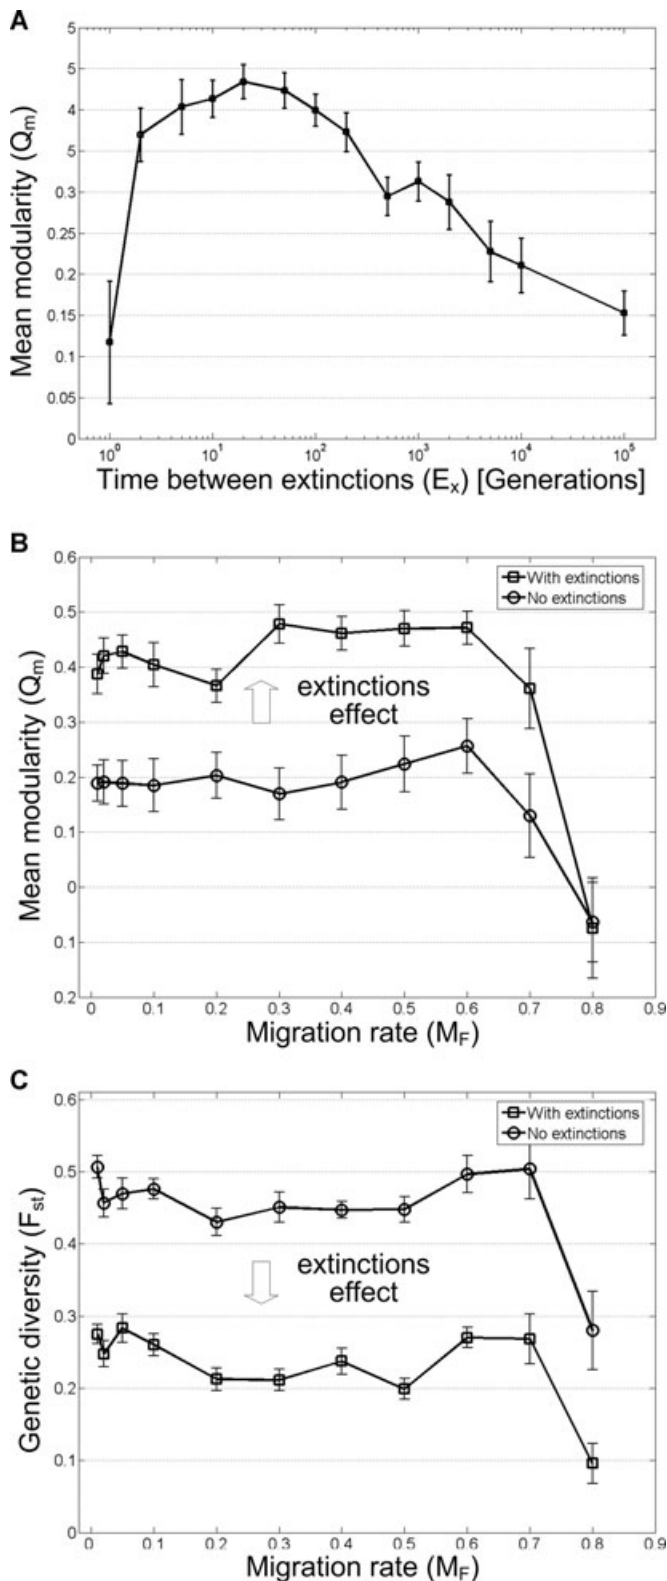 A
5
5
4
5
0.3
0.25
0.2
0.15
0.1
0.05
0
Mean modularity (Qm)
10⁰ 10¹ 10² 10³ 10⁴ 10⁵
Time between extinctions (Ex) [Generations]
B
0.6
0.5
0.4
0.3
0.2
0.1
0
0.1
0.2
Mean modularity (Qm)
With extinctions
No extinctions
extinctions
effect
0 0.1 0.2 0.3 0.4 0.5 0.6 0.7 0.8 0.9
Migration rate (MF)
C
0.6
0.5
0.4
0.3
0.2
0.1
0
Genetic diversity (Fst)
With extinctions
No extinctions
extinctions
effect
0 0.1 0.2 0.3 0.4 0.5 0.6 0.7 0.8 0.9
Migration rate (MF)